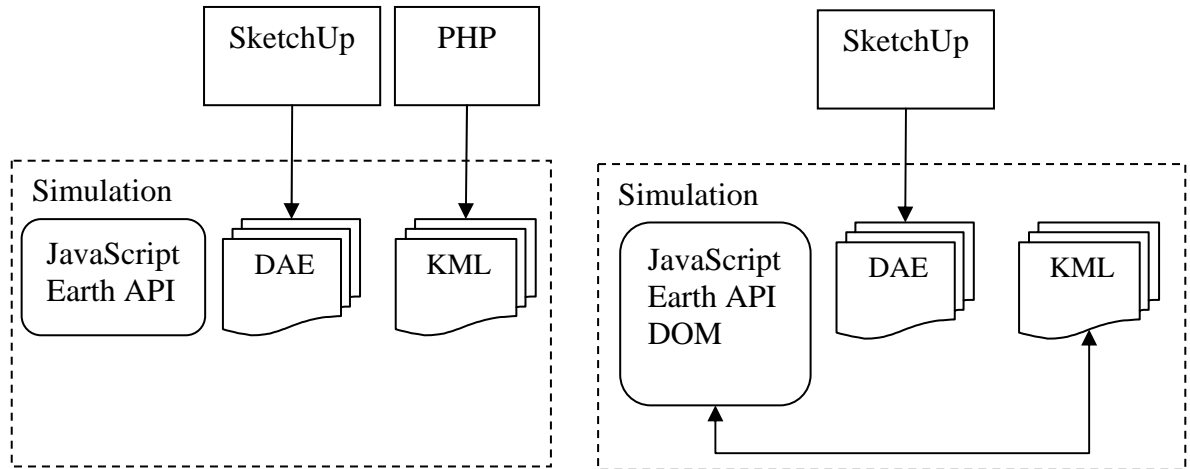 SketchUp
PHP
Simulation
JavaScript
Earth API
DAE
KML
SketchUp
Simulation
JavaScript
Earth API
DOM
DAE
KML